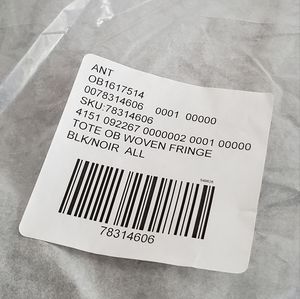 ANT
OB1617514
0078314606 0001 00000
SKU:78314606
4151 092267 0000002 0001 00000
TOTE OB WOVEN FRINGE
BLK/NOIR ALL
78314606